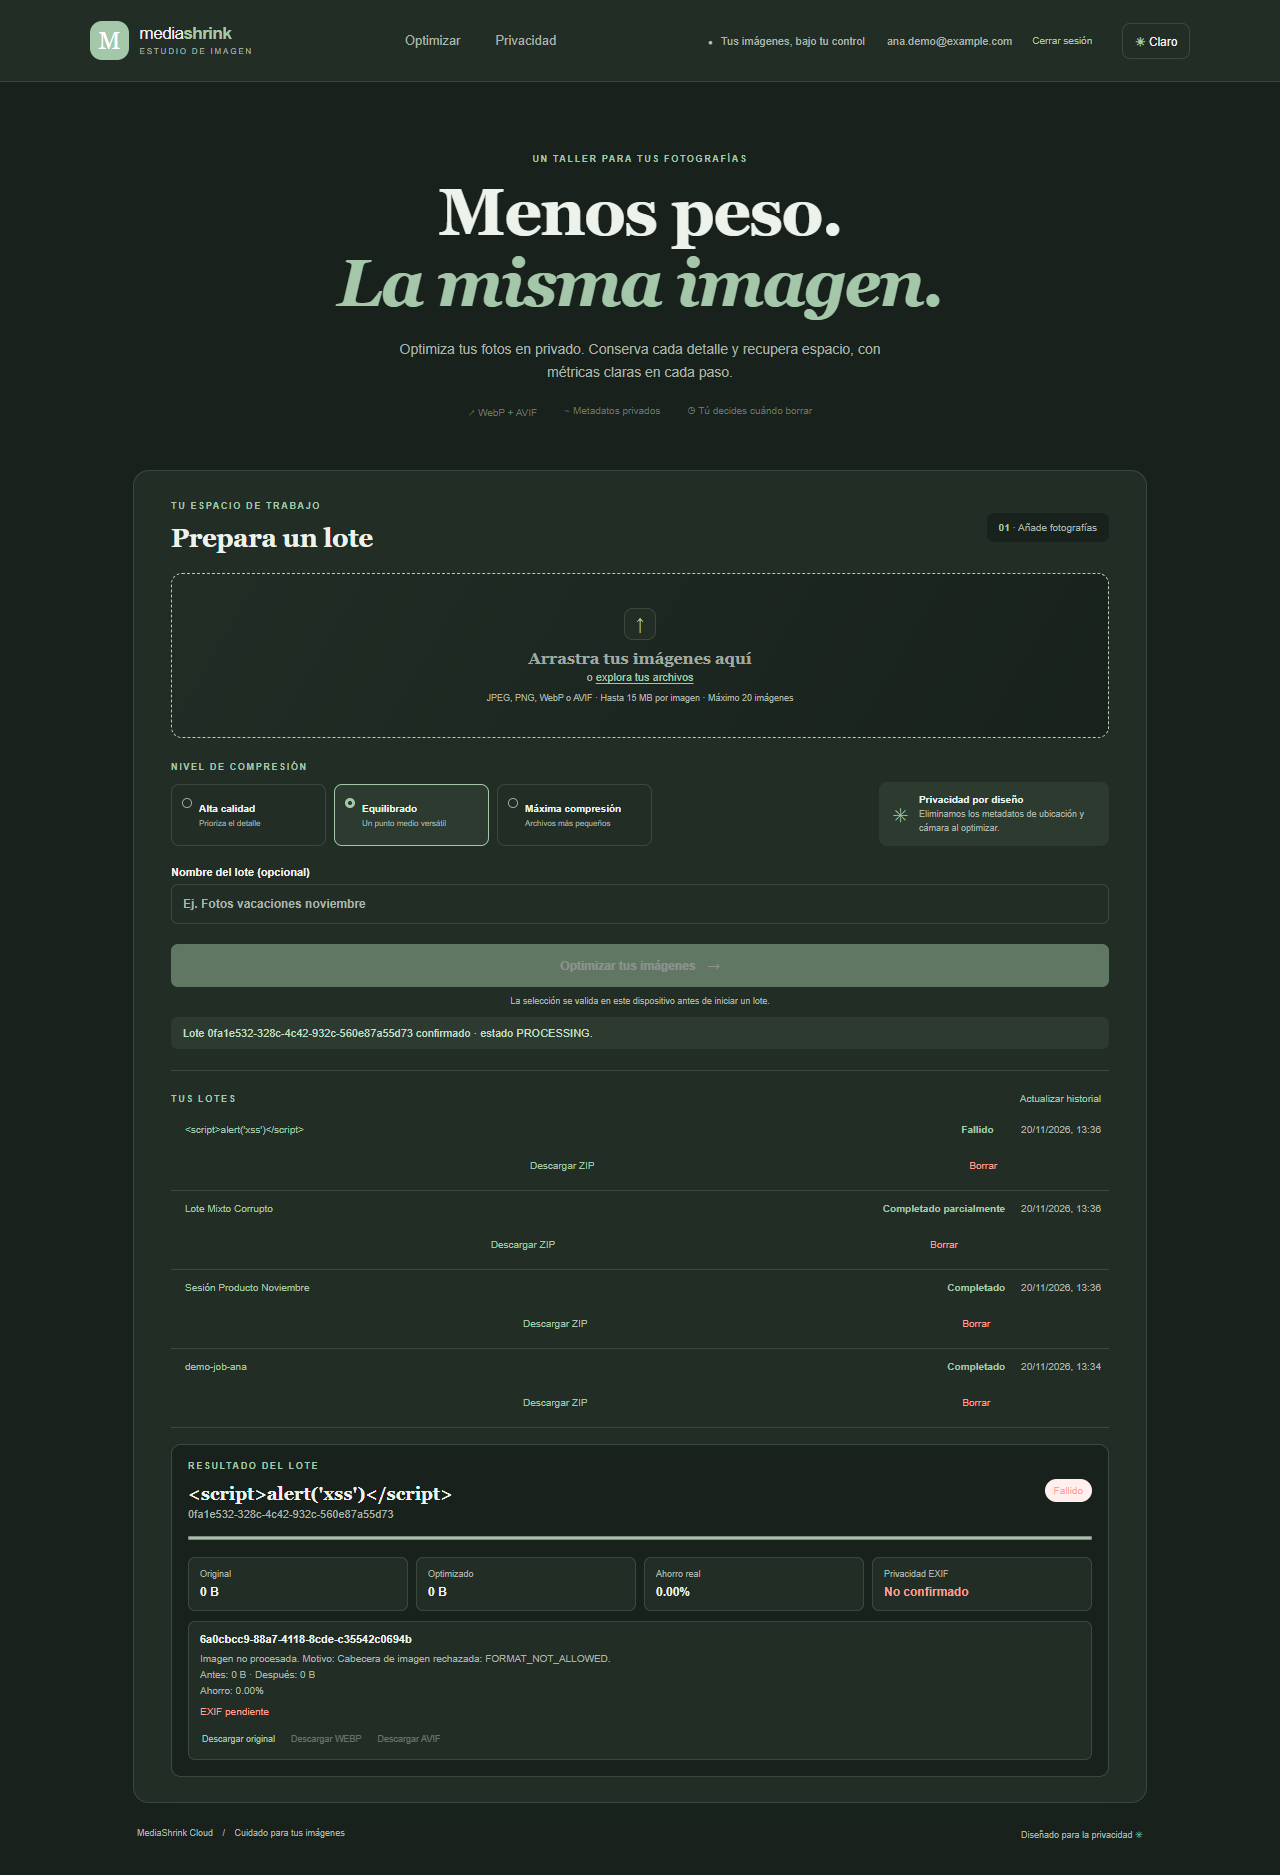 M
mediashrink
ESTUDIO DE IMAGEN
Optimizar
Privacidad
Tus imágenes, bajo tu control
ana.demo@example.com
Cerrar sesión
☀ Claro
UN TALLER PARA TUS FOTOGRAFÍAS
Menos peso.
La misma imagen.
Optimiza tus fotos en privado. Conserva cada detalle y recupera espacio, con
métricas claras en cada paso.
WebP + AVIF
Metadatos privados
Tú decides cuándo borrar
TU ESPACIO DE TRABAJO
Prepara un lote
01 · Añade fotografías
↑
Arrastra tus imágenes aquí
o explora tus archivos
JPEG, PNG, WebP o AVIF · Hasta 15 MB por imagen · Máximo 20 imágenes
NIVEL DE COMPRESIÓN
Alta calidad
Prioriza el detalle
Equilibrado
Un punto medio versátil
Máxima compresión
Archivos más pequeños
Privacidad por diseño
Eliminamos los metadatos de ubicación y
cámara al optimizar.
Nombre del lote (opcional)
Ej. Fotos vacaciones noviembre
Optimizar tus imágenes →
La selección se valida en este dispositivo antes de iniciar un lote.
Lote 0fa1e532-328c-4c42-932c-560e87a55d73 confirmado · estado PROCESSING.
TUS LOTES
Actualizar historial
<script>alert('xss')</script>
Fallido
20/11/2026, 13:36
Descargar ZIP
Borrar
Lote Mixto Corrupto
Completado parcialmente
20/11/2026, 13:36
Descargar ZIP
Borrar
Sesión Producto Noviembre
Completado
20/11/2026, 13:36
Descargar ZIP
Borrar
demo-job-ana
Completado
20/11/2026, 13:34
Descargar ZIP
Borrar
RESULTADO DEL LOTE
<script>alert('xss')</script>
Fallido
0fa1e532-328c-4c42-932c-560e87a55d73
Original
0 B
Optimizado
0 B
Ahorro real
0.00%
Privacidad EXIF
No confirmado
6a0cbcc9-88a7-4118-8cde-c35542c0694b
Imagen no procesada. Motivo: Cabecera de imagen rechazada: FORMAT_NOT_ALLOWED.
Antes: 0 B · Después: 0 B
Ahorro: 0.00%
EXIF pendiente
Descargar original
Descargar WEBP
Descargar AVIF
MediaShrink Cloud / Cuidado para tus imágenes
Diseñado para la privacidad ✳